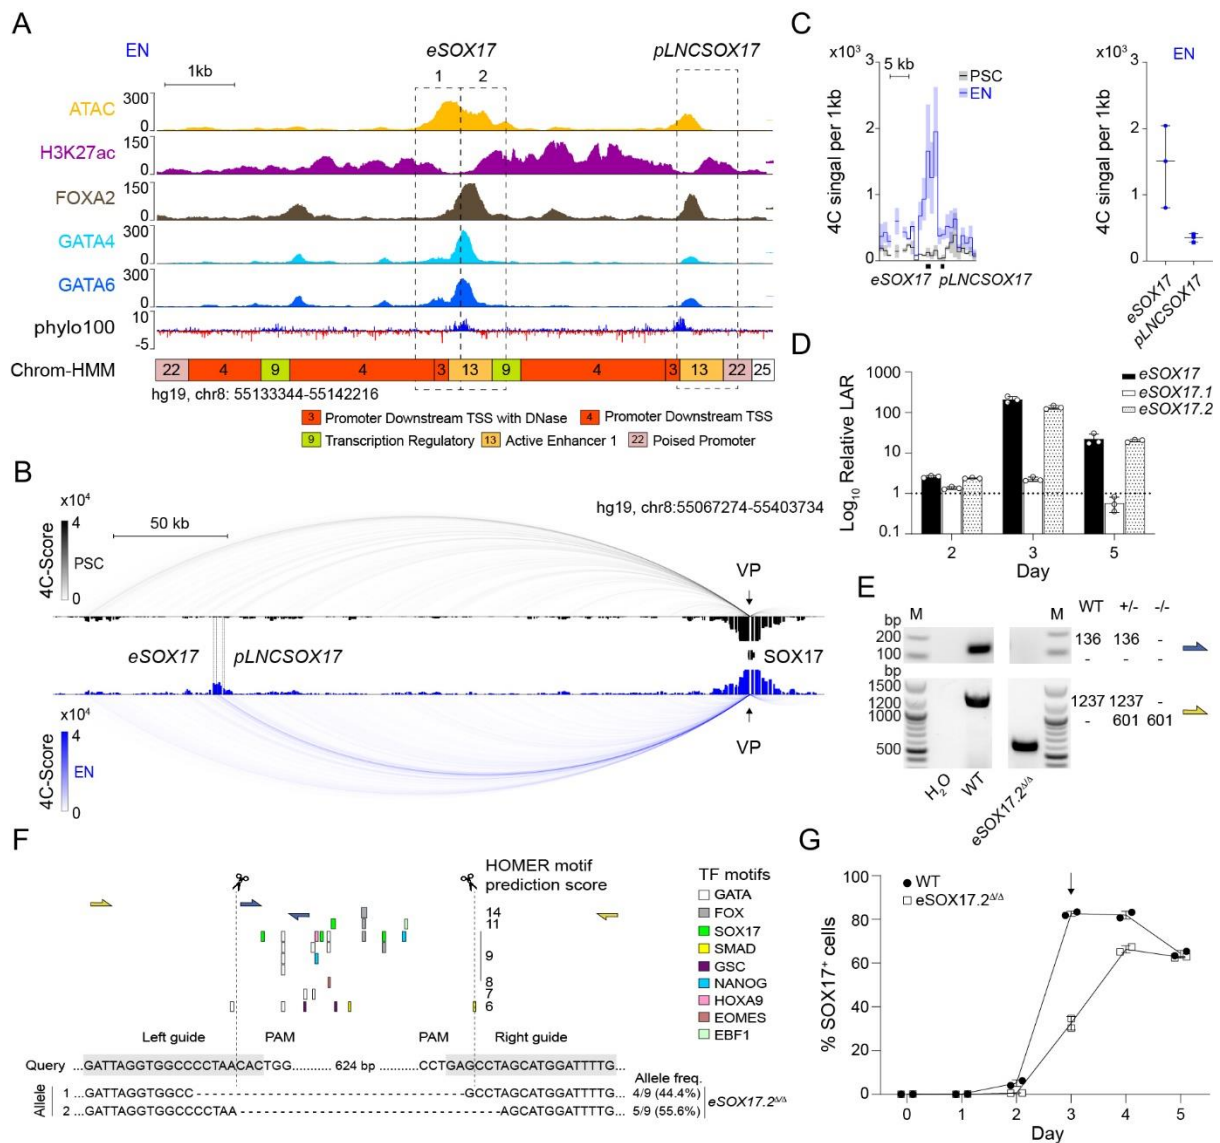 A
EN
eSOX17
pLNCSOX17
1kb
1 2
ATAC 300 0
H3K27ac 150 0
FOXA2 150 0
GATA4 300 0
GATA6 300 0
phylo100 10 -5
Chrom-HMM 22 4 9 4 3 13 9 4 3 13 22 25
hg19, chr8: 55133344-55142216
3 Promoter Downstream TSS with DNase 4 Promoter Downstream TSS
9 Transcription Regulatory 13 Active Enhancer 1 22 Poised Promoter
B
x10⁴
4C-Score
4
0
PSC
50 kb
hg19, chr8:55067274-55403734
VP
eSOX17 pLNCSOX17 SOX17
x10⁴
4C-Score
4
0
EN
VP
C
x10³
4C singal per 1kb
3
2
1
0
5 kb
PSC
EN
eSOX17 pLNCSOX17
x10³
EN
4C singal per 1kb
3
2
1
0
eSOX17
pLNCSOX17
D
Log₁₀ Relative LAR
1000
100
10
1
0.1
2 3 5
Day
eSOX17
eSOX17.1
eSOX17.2
E
bp M M WT +/- -/-
200 136 136 -
100 - - -
bp
1500
1200 1237 1237 -
1000 - 601 601
500
H₂O WT eSOX17.2Δ/Δ
F
HOMER motif
prediction score
14
11
9
8
7
6
TF motifs
GATA
FOX
SOX17
SMAD
GSC
NANOG
HOXA9
EOMES
EBF1
Left guide PAM PAM Right guide
Query ...GATTAGGTGGCCCCTAACACTGG.......... 624 bp ..........CCTGAGCCTAGCATGGATTTTG...
Allele freq.
Allele
1 ...GATTAGGTGGCC-----------------------------GCCTAGCATGGATTTTG... 4/9 (44.4%)
2 ...GATTAGGTGGCCCCTAA-----------------------------AGCATGGATTTTG... 5/9 (55.6%)
eSOX17.2Δ/Δ
G
% SOX17⁺ cells
100
80
60
40
20
0
WT
eSOX17.2Δ/Δ
0 1 2 3 4 5
Day